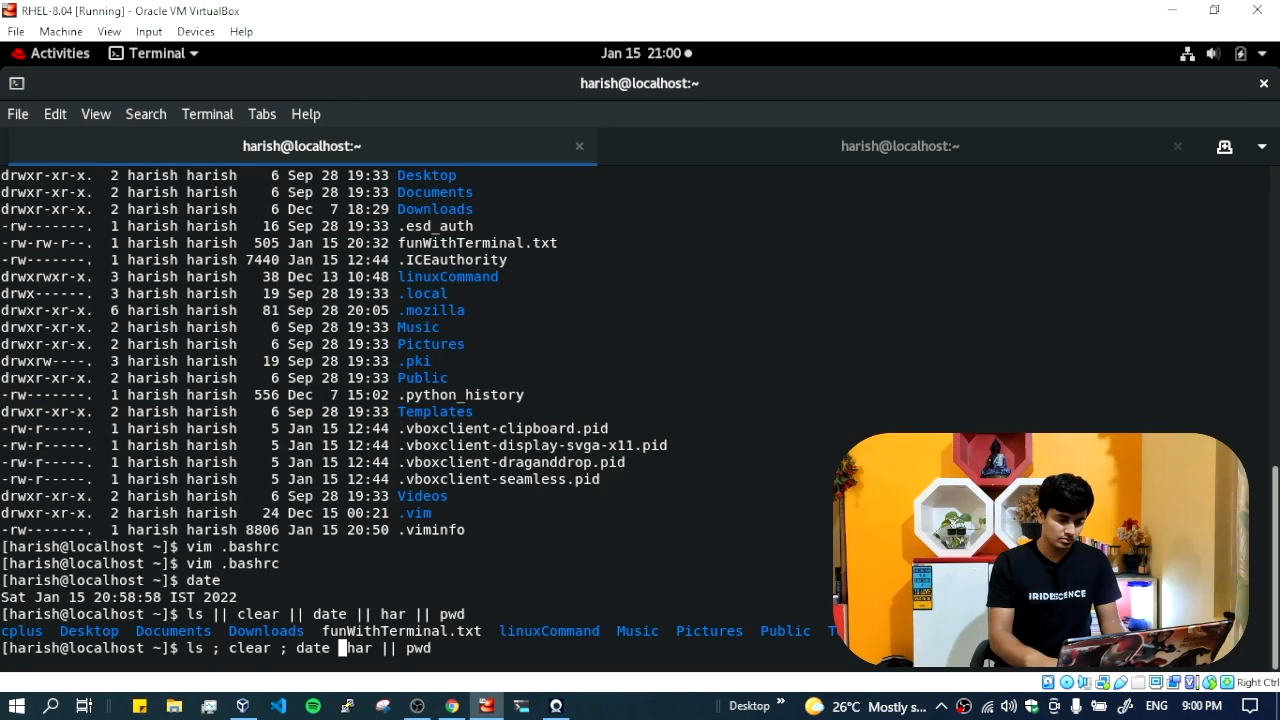 RHEL-8.04 [Running] - Oracle VM VirtualBox
File Machine View Input Devices Help
Activities Terminal Jan 15 21:00
harish@localhost:~
File Edit View Search Terminal Tabs Help
harish@localhost:~ harish@localhost:~
drwxr-xr-x. 2 harish harish 6 Sep 28 19:33 Desktop
drwxr-xr-x. 2 harish harish 6 Sep 28 19:33 Documents
drwxr-xr-x. 2 harish harish 6 Dec 7 18:29 Downloads
-rw-------. 1 harish harish 16 Sep 28 19:33 .esd_auth
-rw-rw-r--. 1 harish harish 505 Jan 15 20:32 funWithTerminal.txt
-rw-------. 1 harish harish 7440 Jan 15 12:44 .ICEauthority
drwxrwxr-x. 3 harish harish 38 Dec 13 10:48 linuxCommand
drwx------. 3 harish harish 19 Sep 28 19:33 .local
drwxr-xr-x. 6 harish harish 81 Sep 28 20:05 .mozilla
drwxr-xr-x. 2 harish harish 6 Sep 28 19:33 Music
drwxr-xr-x. 2 harish harish 6 Sep 28 19:33 Pictures
drwxrw----. 3 harish harish 19 Sep 28 19:33 .pki
drwxr-xr-x. 2 harish harish 6 Sep 28 19:33 Public
-rw-------. 1 harish harish 556 Dec 7 15:02 .python_history
drwxr-xr-x. 2 harish harish 6 Sep 28 19:33 Templates
-rw-r-----. 1 harish harish 5 Jan 15 12:44 .vboxclient-clipboard.pid
-rw-r-----. 1 harish harish 5 Jan 15 12:44 .vboxclient-display-svga-x11.pid
-rw-r-----. 1 harish harish 5 Jan 15 12:44 .vboxclient-draganddrop.pid
-rw-r-----. 1 harish harish 5 Jan 15 12:44 .vboxclient-seamless.pid
drwxr-xr-x. 2 harish harish 6 Sep 28 19:33 Videos
drwxr-xr-x. 2 harish harish 24 Dec 15 00:21 .vim
-rw-------. 1 harish harish 8806 Jan 15 20:50 .viminfo
[harish@localhost ~]$ vim .bashrc
[harish@localhost ~]$ vim .bashrc
[harish@localhost ~]$ date
Sat Jan 15 20:58:58 IST 2022
[harish@localhost ~]$ ls || clear || date || har || pwd
cplus Desktop Documents Downloads funWithTerminal.txt linuxCommand Music Pictures Public
[harish@localhost ~]$ ls ; clear ; date har || pwd
IRIDESCENCE
Right Ctrl
Desktop 26°C Mostly s... ENG 9:00 PM